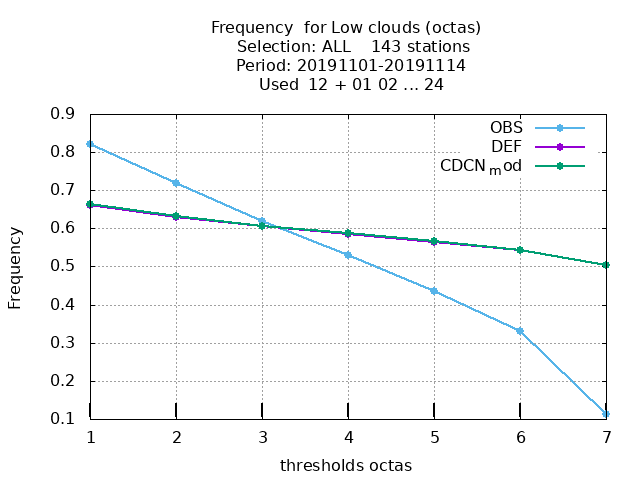 Frequency for Low clouds (octas)
Selection: ALL 143 stations
Period: 20191101-20191114
Used 12 + 01 02 ... 24
0.9
0.8
0.7
0.6
0.5
0.4
0.3
0.2
0.1
Frequency
OBS
DEF
CDCNmod
1 2 3 4 5 6 7
thresholds octas